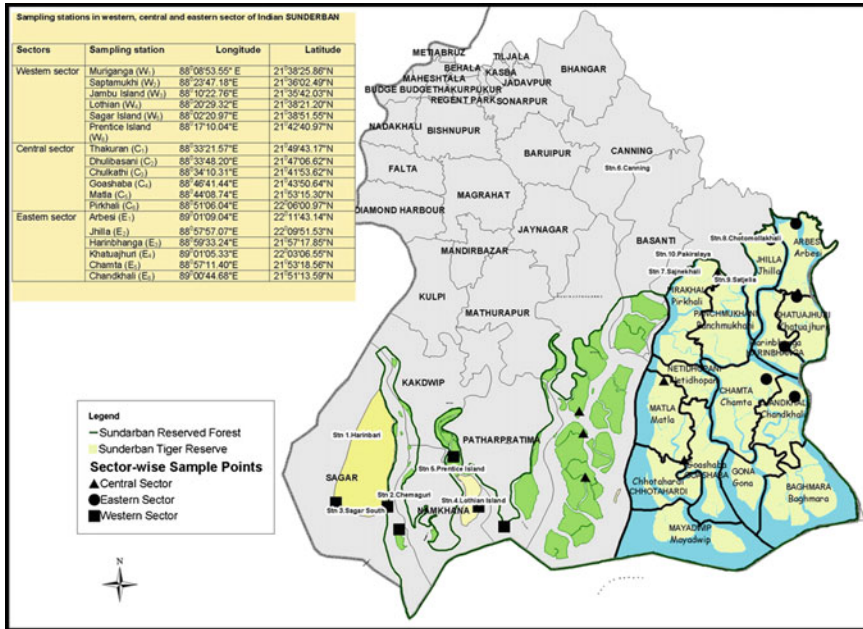 Sampling stations in western, central and eastern sector of Indian SUNDERBAN
Sectors Sampling station Longitude Latitude
Western sector Muriganga (W₁) 88°08'53.55" E 21°38'25.86"N
Saptamukhi (W₂) 88°23'47.18"E 21°36'02.49"N
Jambu Island (W₃) 88°10'22.76"E 21°35'42.03"N
Lothian (W₄) 88°20'29.32"E 21°38'21.20"N
Sagar Island (W₅) 88°02'20.97"E 21°38'51.55"N
Prentice Island (W₆) 88°17'10.04"E 21°42'40.97"N
Central sector Thakuran (C₁) 88°33'21.57"E 21°49'43.17"N
Dhulibasani (C₂) 88°33'48.20"E 21°47'06.62"N
Chulkathi (C₃) 88°34'10.31"E 21°41'53.62"N
Goashaba (C₄) 88°46'41.44"E 21°43'50.64"N
Matla (C₅) 88°44'08.74"E 21°53'15.30"N
Pirkhali (C₆) 88°51'06.04"E 22°06'00.97"N
Eastern sector Arbesi (E₁) 89°01'09.04"E 22°11'43.14"N
Jhilla (E₂) 88°57'57.07"E 22°09'51.53"N
Harinbhanga (E₃) 88°59'33.24"E 21°57'17.85"N
Khatuajhuri (E₄) 89°01'05.33"E 22°03'06.55"N
Chamta (E₅) 88°57'11.40"E 21°53'18.56"N
Chandkhali (E₆) 89°00'44.68"E 21°51'13.59"N
METIABRUZ
TILJALA
BEHALA
KASBA
BHANGAR
MAHESHTALA
JADAVPUR
BUDGE BUDGE
THAKURPUKUR
REGENT PARK
SONARPUR
NADAKHALI
BISHNUPUR
CANNING
Stn.6.Canning
BARUIPUR
FALTA
MAGRAHAT
DIAMOND HARBOUR
JAYNAGAR
BASANTI
Stn.8.Chotomollakhali
ARBESI
Arbesi
MANDIRBAZAR
Stn.10.Pakiralaya
JHILLA
Jhilla
Stn.7.Sajnekhali
Stn.9.Satjelia
KULPI
PIRAKHALI
Pirkhali
MATHURAPUR
PANCHMUKHANI
Panchmukhani
KHATUAJHURI
Khatuajhuri
Harinbhanga
HARINBHANGA
KAKDWIP
NETIDHOPANI
Netidhopani
CHAMTA
Chamta
CHANDKHALI
Chandkhali
MATLA
Matla
Stn 1.Harinbari
PATHARPRATIMA
Goashaba
GOASHABA
GONA
Gona
SAGAR
Stn.5.Prentice Island
Chhotahardi
CHHOTAHARDI
BAGHMARA
Baghmara
Stn 2.Chemaguri
Stn.4.Lothian Island
Stn 3.Sagar South
NAMKHANA
MAYADWIP
Mayadwip
Legend
Sundarban Reserved Forest
Sunderban Tiger Reserve
Sector-wise Sample Points
Central Sector
Eastern Sector
Western Sector
N